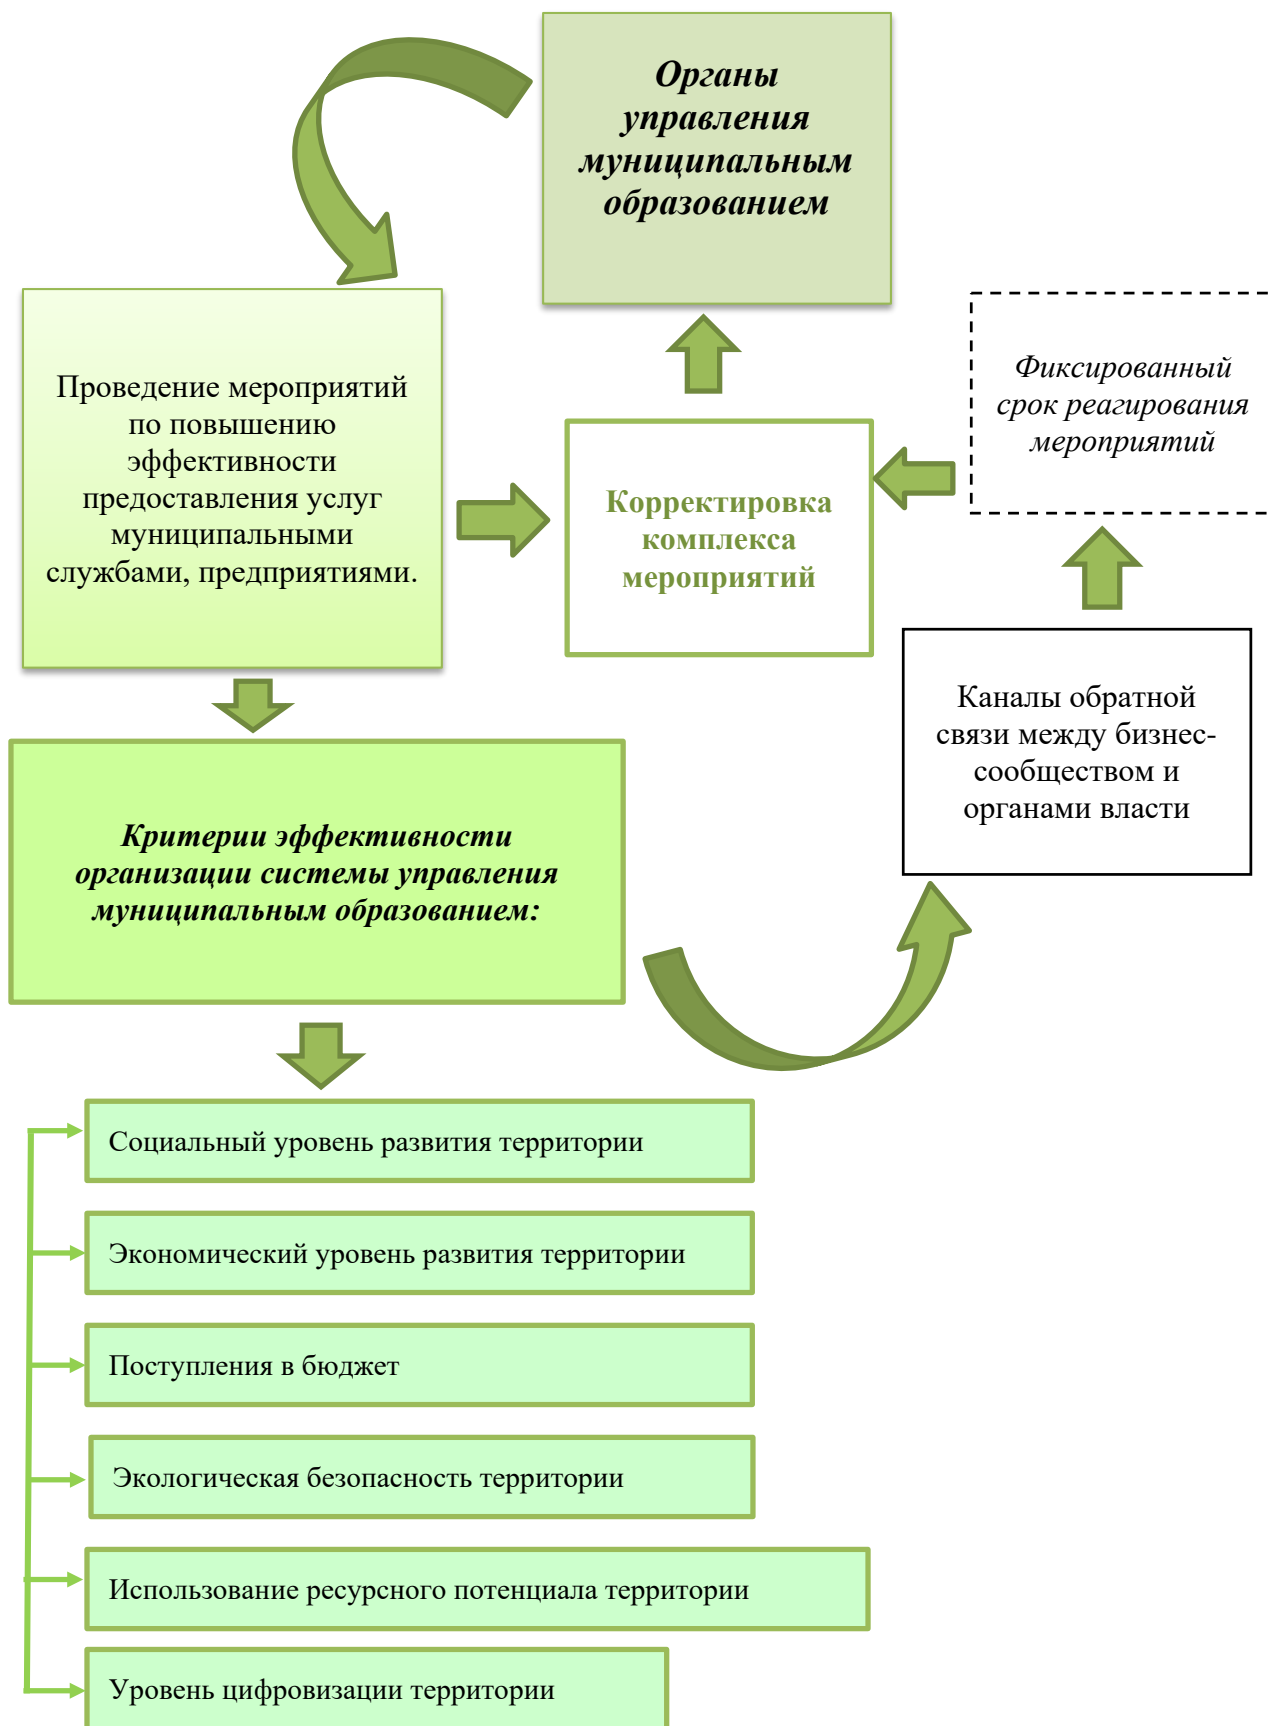 Органы
управления
муниципальным
образованием
Проведение мероприятий
по повышению
эффективности
предоставления услуг
муниципальными
службами, предприятиями.
Корректировка
комплекса
мероприятий
Фиксированный
срок реагирования
мероприятий
Каналы обратной
связи между бизнес-
сообществом и
органами власти
Критерии эффективности
организации системы управления
муниципальным образованием:
Социальный уровень развития территории
Экономический уровень развития территории
Поступления в бюджет
Экологическая безопасность территории
Использование ресурсного потенциала территории
Уровень цифровизации территории